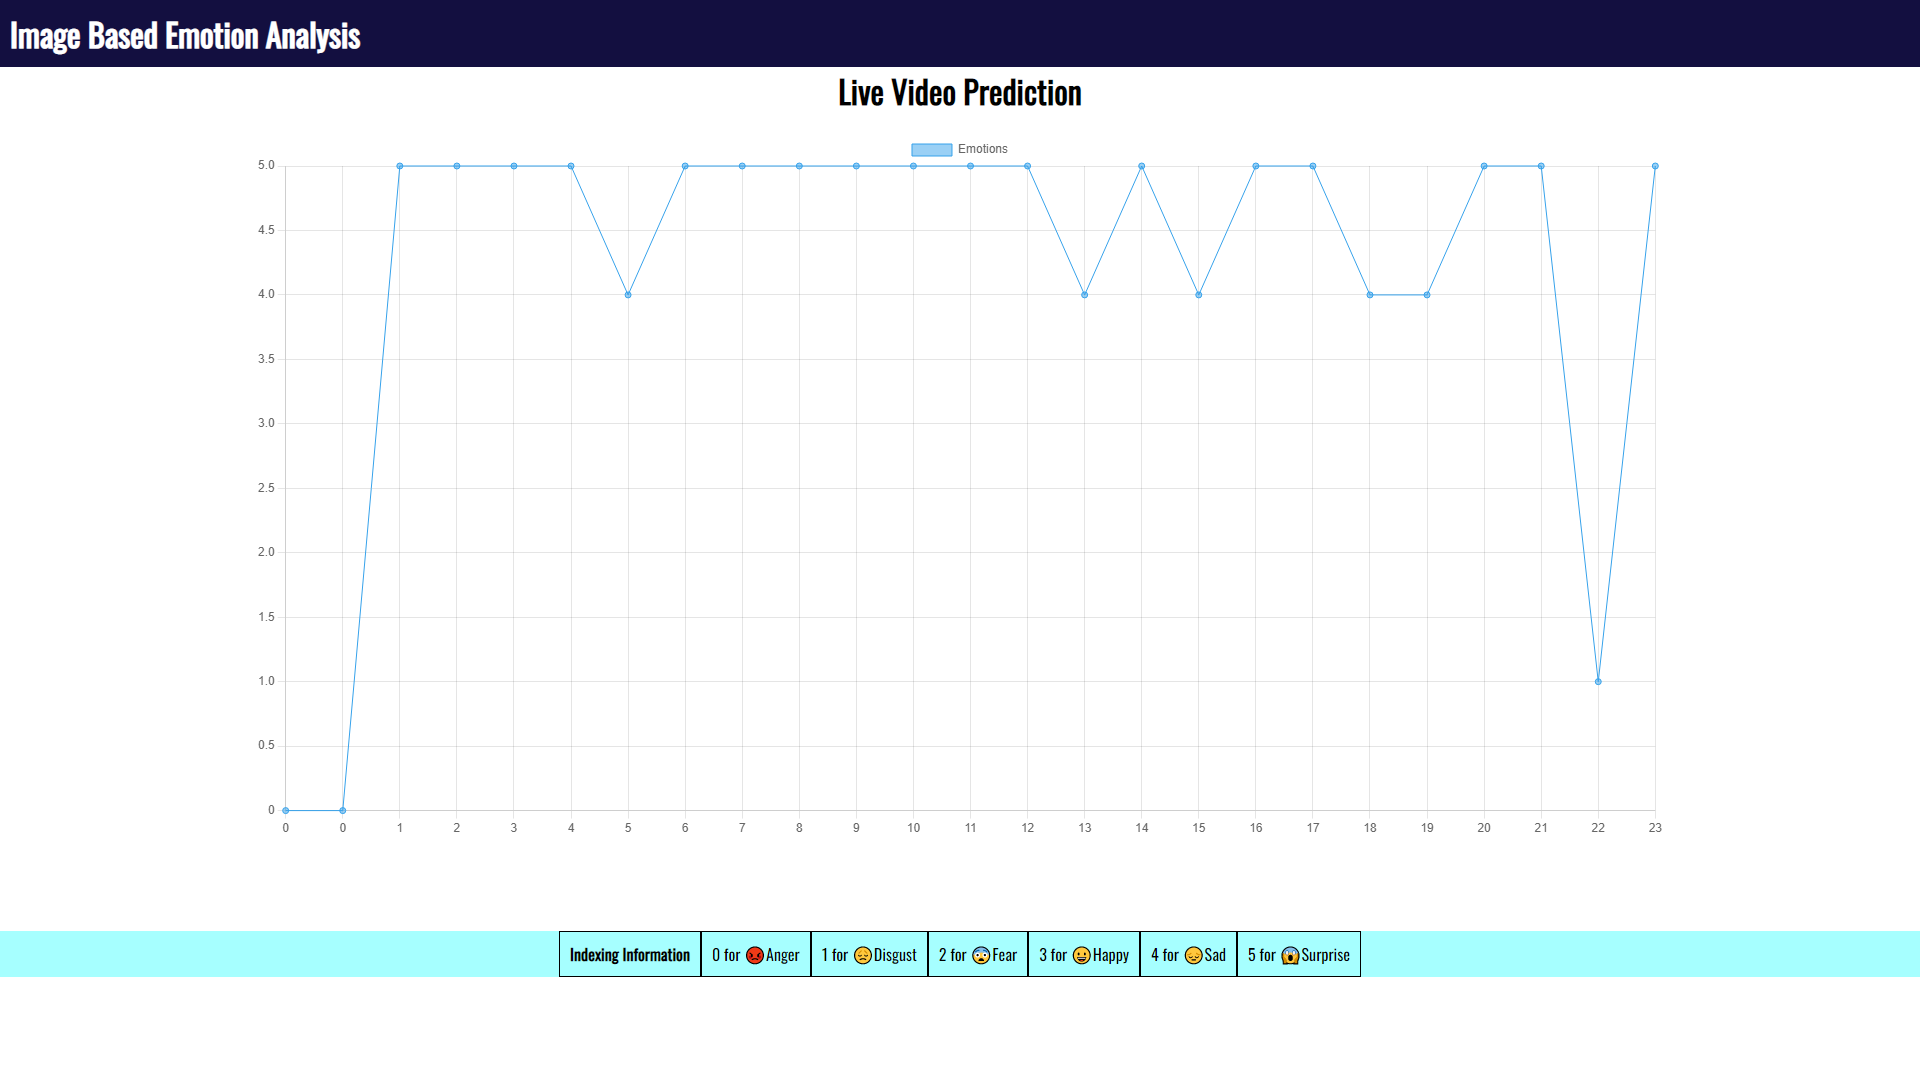 Image Based Emotion Analysis
Live Video Prediction
Emotions
5.0
4.5
4.0
3.5
3.0
2.5
2.0
1.5
1.0
0.5
0
0 0 1 2 3 4 5 6 7 8 9 10 11 12 13 14 15 16 17 18 19 20 21 22 23
Indexing Information 0 for 😡Anger 1 for 😞Disgust 2 for 😨Fear 3 for 😀Happy 4 for 😔Sad 5 for 😱Surprise